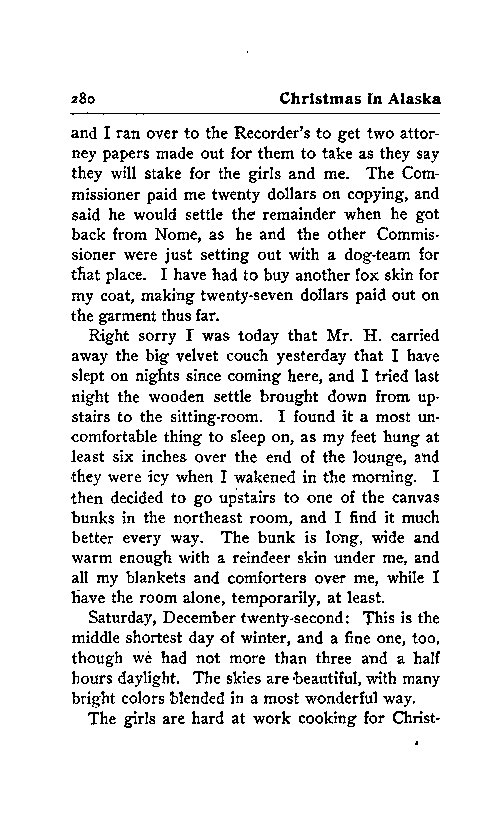 280 Christmas in Alaska
and I ran over to the Recorder's to get two attor-
ney papers made out for them to take as they say
they will stake for the girls and me. The Com-
missioner paid me twenty dollars on copying, and
said he would settle the remainder when he got
back from Nome, as he and the other Commis-
sioner were just setting out with a dog-team for
that place. I have had to buy another fox skin for
my coat, making twenty-seven dollars paid out on
the garment thus far.
Right sorry I was today that Mr. H. carried
away the big velvet couch yesterday that I have
slept on nights since coming here, and I tried last
night the wooden settle brought down from up-
stairs to the sitting-room. I found it a most un-
comfortable thing to sleep on, as my feet hung at
least six inches over the end of the lounge, and
they were icy when I wakened in the morning. I
then decided to go upstairs to one of the canvas
bunks in the northeast room, and I find it much
better every way. The bunk is long, wide and
warm enough with a reindeer skin under me, and
all my blankets and comforters over me, while I
have the room alone, temporarily, at least.
Saturday, December twenty-second: This is the
middle shortest day of winter, and a fine one, too,
though we had not more than three and a half
hours daylight. The skies are beautiful, with many
bright colors blended in a most wonderful way.
The girls are hard at work cooking for Christ-